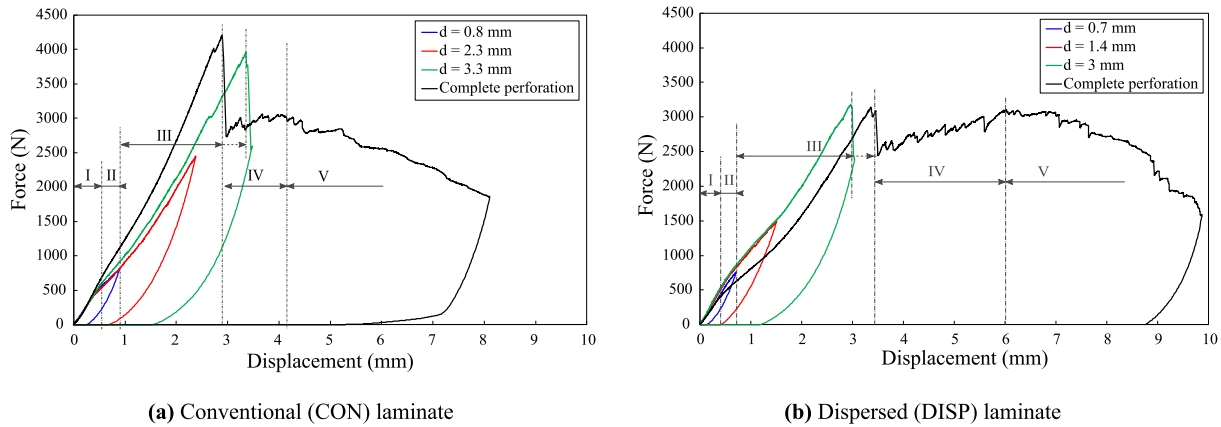 4500
4000
3500
3000
2500
2000
1500
1000
500
0
Force (N)
d = 0.8 mm
d = 2.3 mm
d = 3.3 mm
Complete perforation
III
I II
IV V
0 1 2 3 4 5 6 7 8 9 10
Displacement (mm)
(a) Conventional (CON) laminate
4500
4000
3500
3000
2500
2000
1500
1000
500
0
Force (N)
d = 0.7 mm
d = 1.4 mm
d = 3 mm
Complete perforation
III
I II
IV V
0 1 2 3 4 5 6 7 8 9 10
Displacement (mm)
(b) Dispersed (DISP) laminate